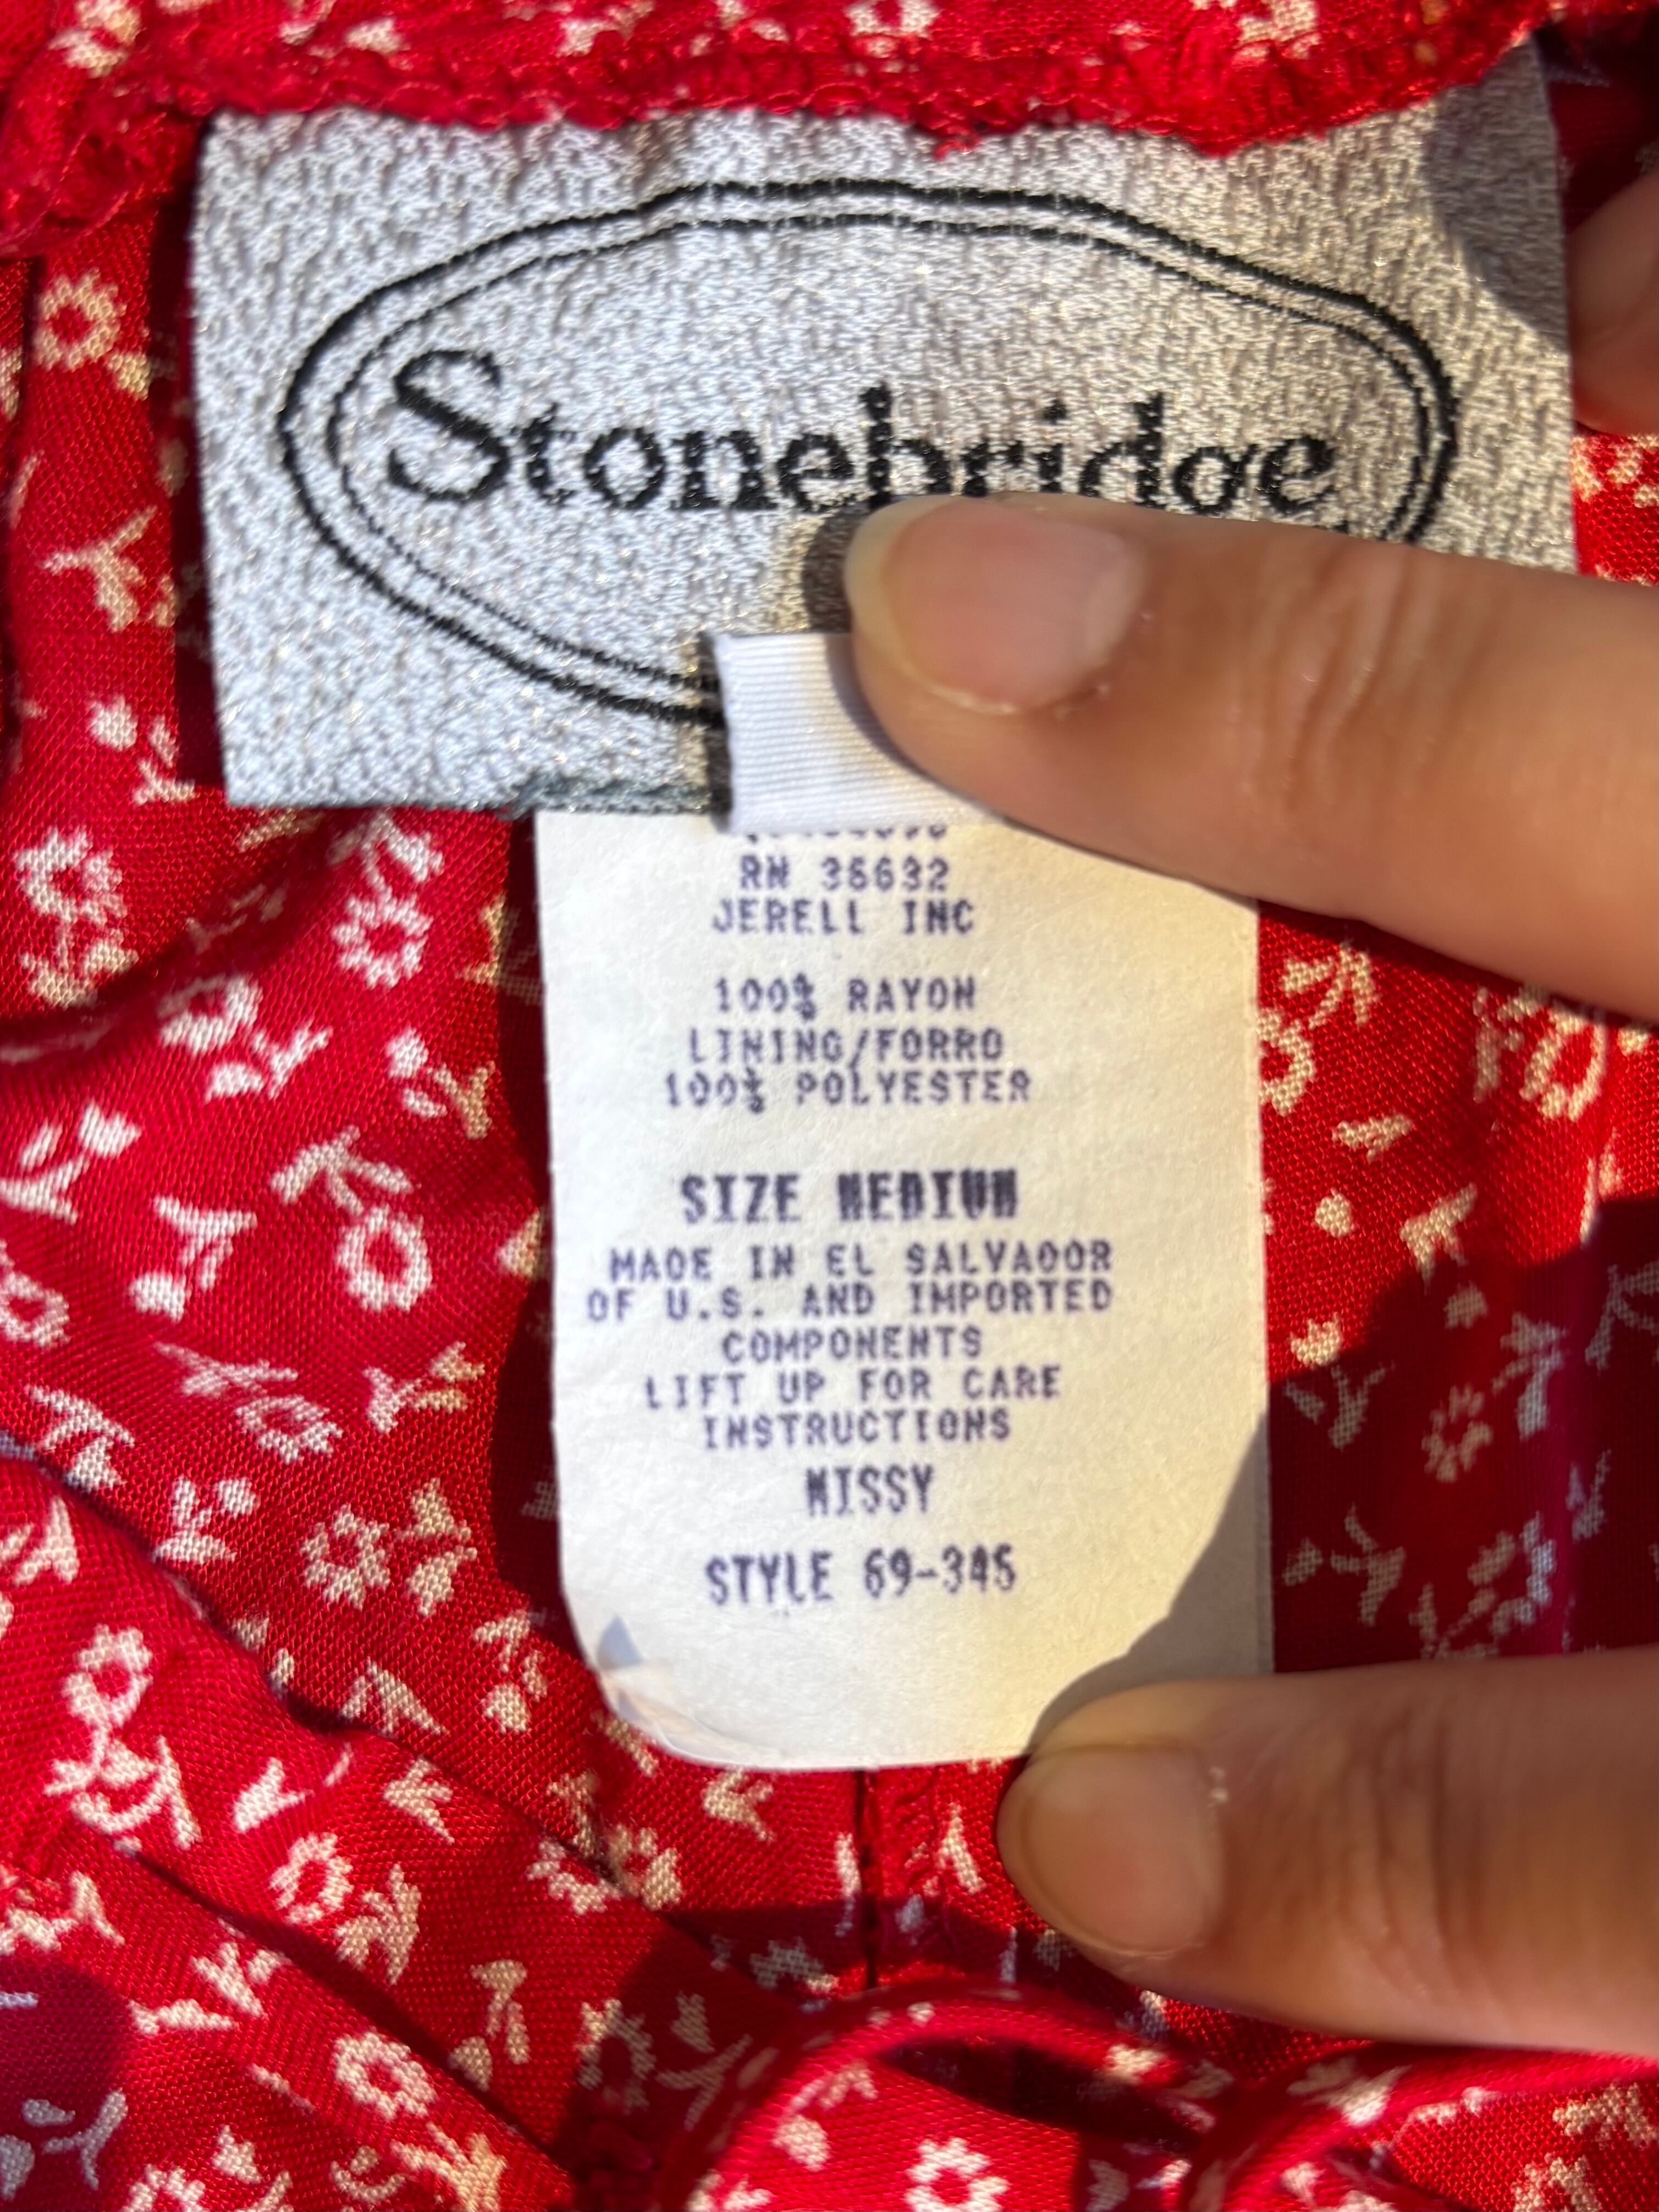 Stonebridge
RN 36632
JERELL INC
100% RAYON
LINING/FORRO
100% POLYESTER
SIZE MEDIUM
MADE IN EL SALVADOR
OF U.S. AND IMPORTED
COMPONENTS
LIFT UP FOR CARE
INSTRUCTIONS
MISSY
STYLE 69-345